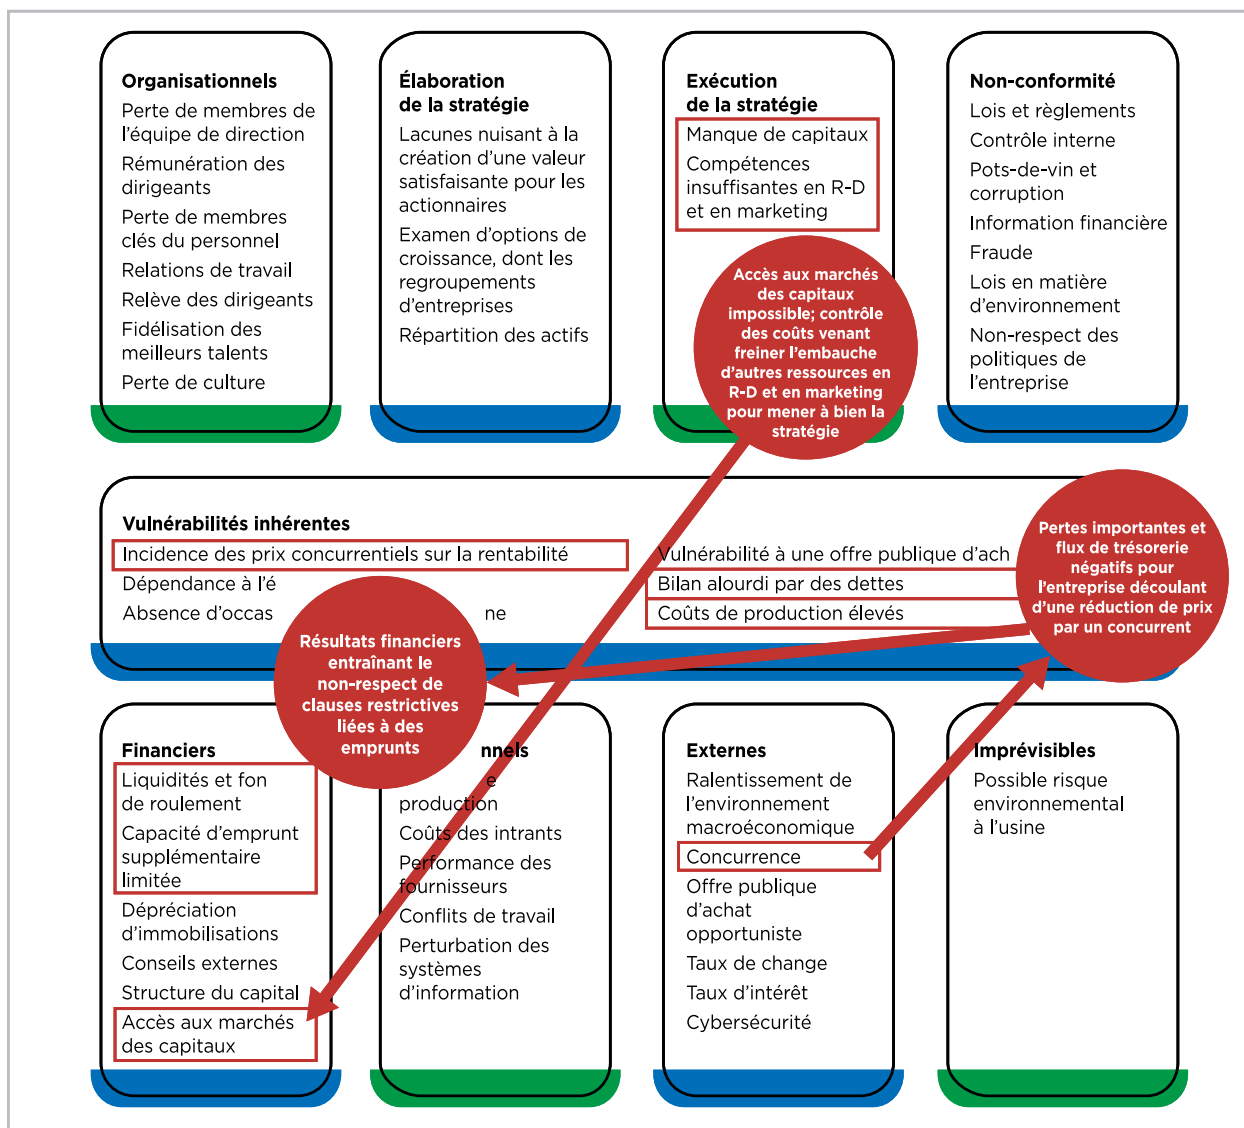 Organisationnels
Perte de membres de
l’équipe de direction
Rémunération des
dirigeants
Perte de membres
clés du personnel
Relations de travail
Relève des dirigeants
Fidélisation des
meilleurs talents
Perte de culture
Élaboration
de la stratégie
Lacunes nuisant à la
création d’une valeur
satisfaisante pour les
actionnaires
Examen d’options de
croissance, dont les
regroupements
d’entreprises
Répartition des actifs
Exécution
de la stratégie
Manque de capitaux
Compétences
insuffisantes en R-D
et en marketing
Accès aux marchés
des capitaux
impossible; contrôle
des coûts venant
freiner l’embauche
d’autres ressources en
R-D et en marketing
pour mener à bien la
stratégie
Non-conformité
Lois et règlements
Contrôle interne
Pots-de-vin et
corruption
Information financière
Fraude
Lois en matière
d’environnement
Non-respect des
politiques de
l’entreprise
Vulnérabilités inhérentes
Incidence des prix concurrentiels sur la rentabilité
Dépendance à l’é
Absence d’occas ne
Vulnérabilité à une offre publique d’ach
Bilan alourdi par des dettes
Coûts de production élevés
Pertes importantes et
flux de trésorerie
négatifs pour
l’entreprise découlant
d’une réduction de prix
par un concurrent
Résultats financiers
entraînant le
non-respect de
clauses restrictives
liées à des
emprunts
Financiers
Liquidités et fon
de roulement
Capacité d’emprunt
supplémentaire
limitée
Dépréciation
d’immobilisations
Conseils externes
Structure du capital
Accès aux marchés
des capitaux
nnels
e
production
Coûts des intrants
Performance des
fournisseurs
Conflits de travail
Perturbation des
systèmes
d’information
Externes
Ralentissement de
l’environnement
macroéconomique
Concurrence
Offre publique
d’achat
opportuniste
Taux de change
Taux d’intérêt
Cybersécurité
Imprévisibles
Possible risque
environnemental
à l’usine